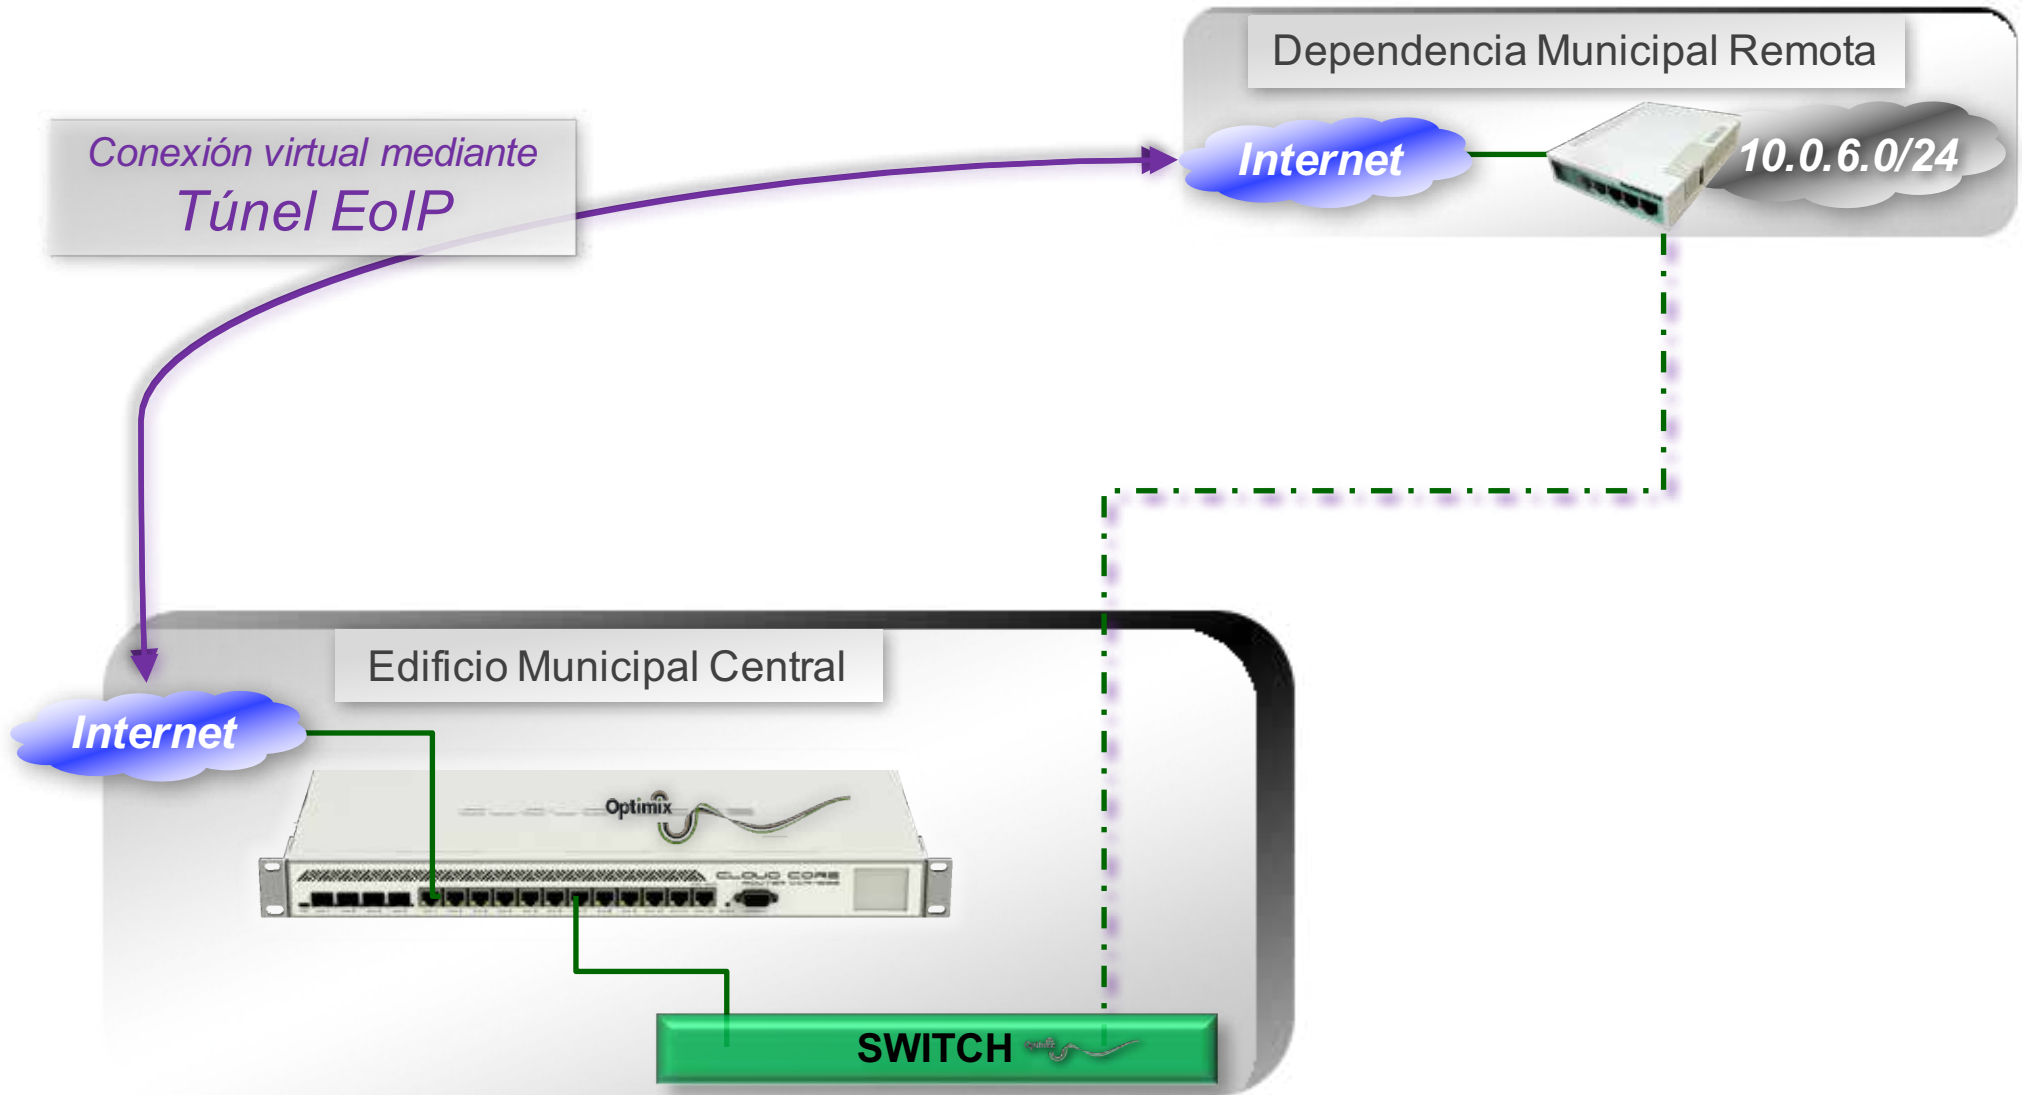 Dependencia Municipal Remota
Conexión virtual mediante
Túnel EoIP
Internet
10.0.6.0/24
Edificio Municipal Central
Internet
Optimix
CLOUD CORE
SWITCH